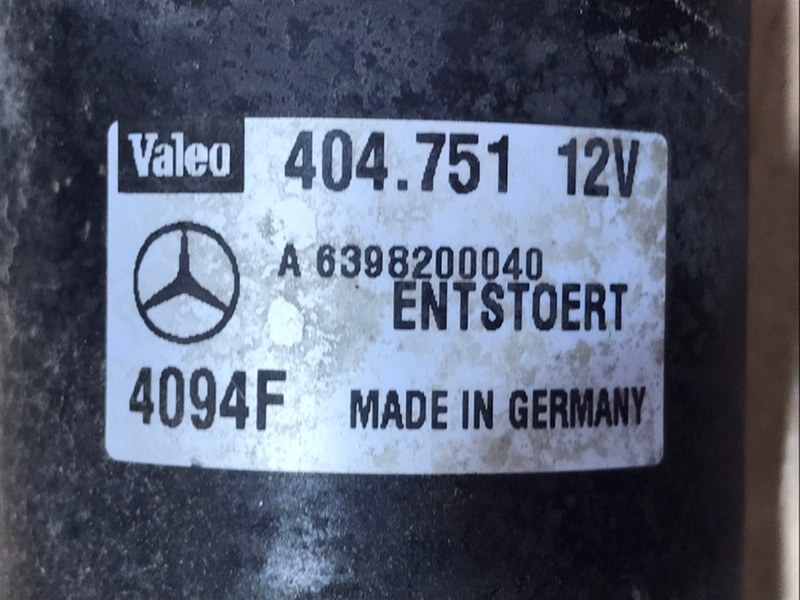 Valeo 404.751 12V
A 6398200040
ENTSTOERT
4094F MADE IN GERMANY